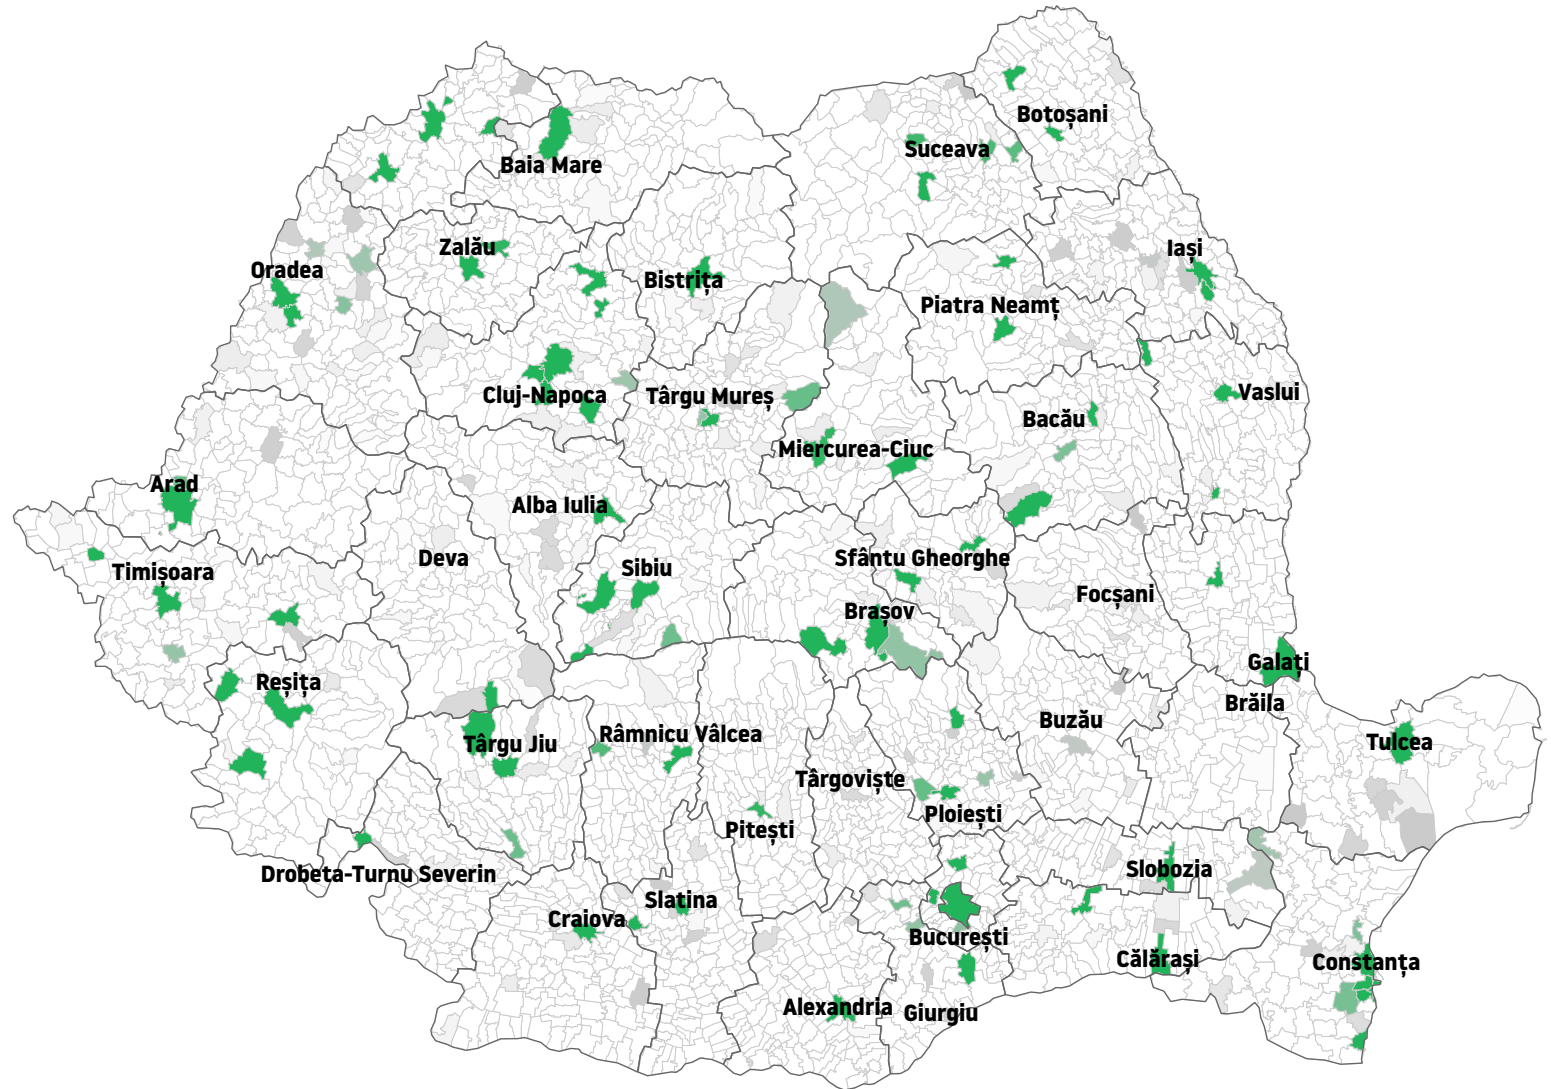 Botoșani
Suceava
Baia Mare
Zalău
Iași
Oradea
Bistrița
Piatra Neamț
Cluj-Napoca
Târgu Mureș
Vaslui
Bacău
Miercurea-Ciuc
Arad
Alba Iulia
Deva
Sfântu Gheorghe
Sibiu
Timișoara
Focșani
Brașov
Galați
Reșița
Brăila
Buzău
Râmnicu Vâlcea
Târgu Jiu
Tulcea
Târgoviște
Ploiești
Pitești
Slobozia
Drobeta-Turnu Severin
Slatina
Craiova
București
Călărași
Constanța
Alexandria
Giurgiu